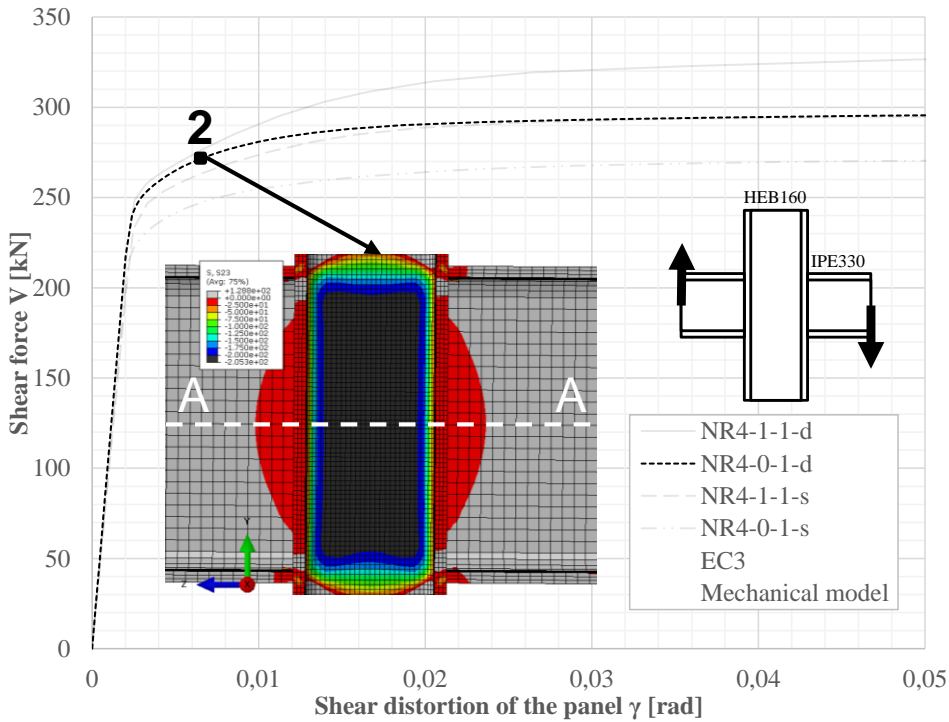 350
300
250
200
150
100
50
0
Shear force V [kN]
2
S, S23
(Avg: 75%)
+1.288e+02
+0.000e+00
-2.500e+01
-5.000e+01
-7.500e+01
-1.000e+02
-1.250e+02
-1.500e+02
-1.750e+02
-2.000e+02
-2.053e+02
A A
Y
Z X
HEB160
IPE330
NR4-1-1-d
NR4-0-1-d
NR4-1-1-s
NR4-0-1-s
EC3
Mechanical model
0 0,01 0,02 0,03 0,04 0,05
Shear distortion of the panel γ [rad]